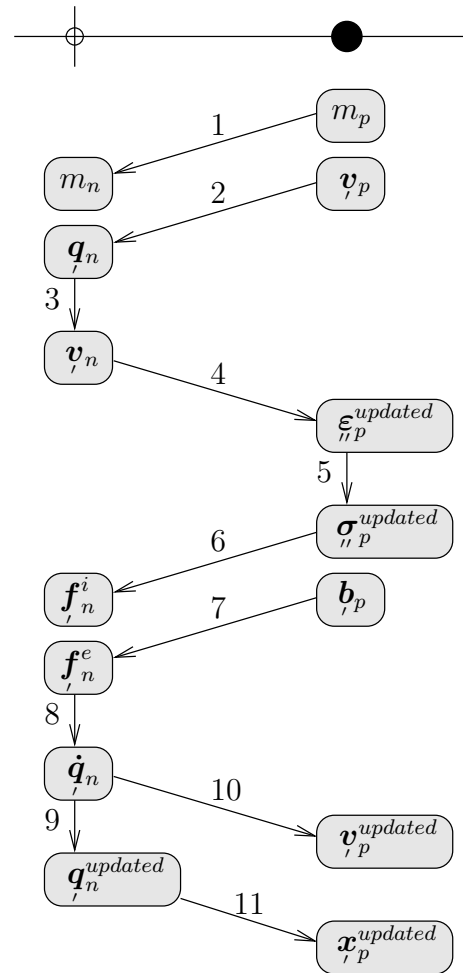 m_p
1
m_n
2
v_p
q_n
3
v_n
4
ε_p^{updated}
5
σ_p^{updated}
6
f_n^i
b_p
7
f_n^e
8
q̇_n
10
9
v_p^{updated}
q_n^{updated}
11
x_p^{updated}